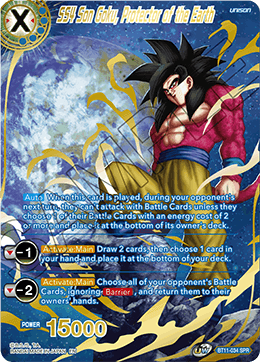 X
SS4 Son Goku, Protector of the Earth
UNISON
Auto When this card is played, during your opponent's
next turn, they can't attack with Battle Cards unless they
choose 1 of their Battle Cards with an energy cost of 2
or more and place it at the bottom of its owner's deck.
-1 Activate:Main Draw 2 cards, then choose 1 card in
your hand and place it at the bottom of your deck.
-2 Activate:Main Choose all of your opponent's Battle
Cards, ignoring Barrier, and return them to their
owners' hands.
POWER 15000
BANDAI MADE IN JAPAN EN
BT11-034 SPR